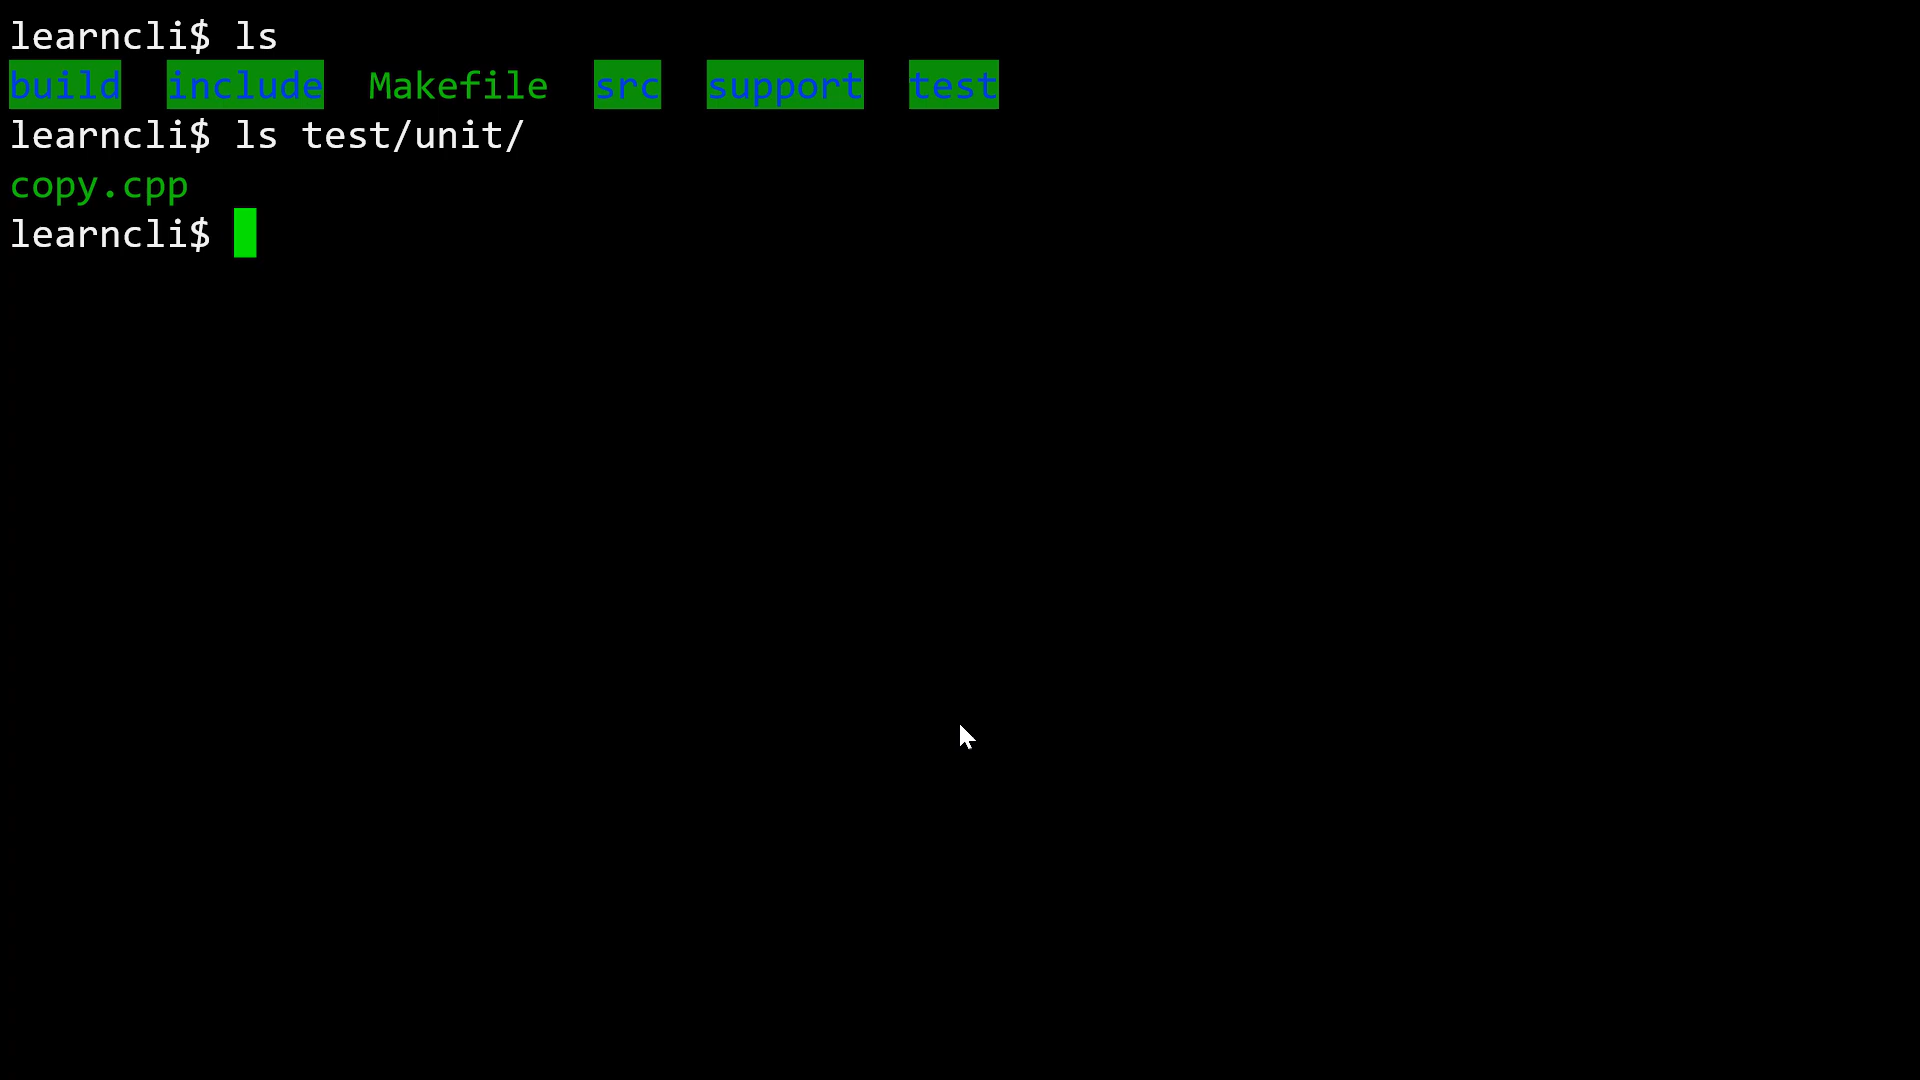 learncli$ ls
build  include  Makefile  src  support  test
learncli$ ls test/unit/
copy.cpp
learncli$